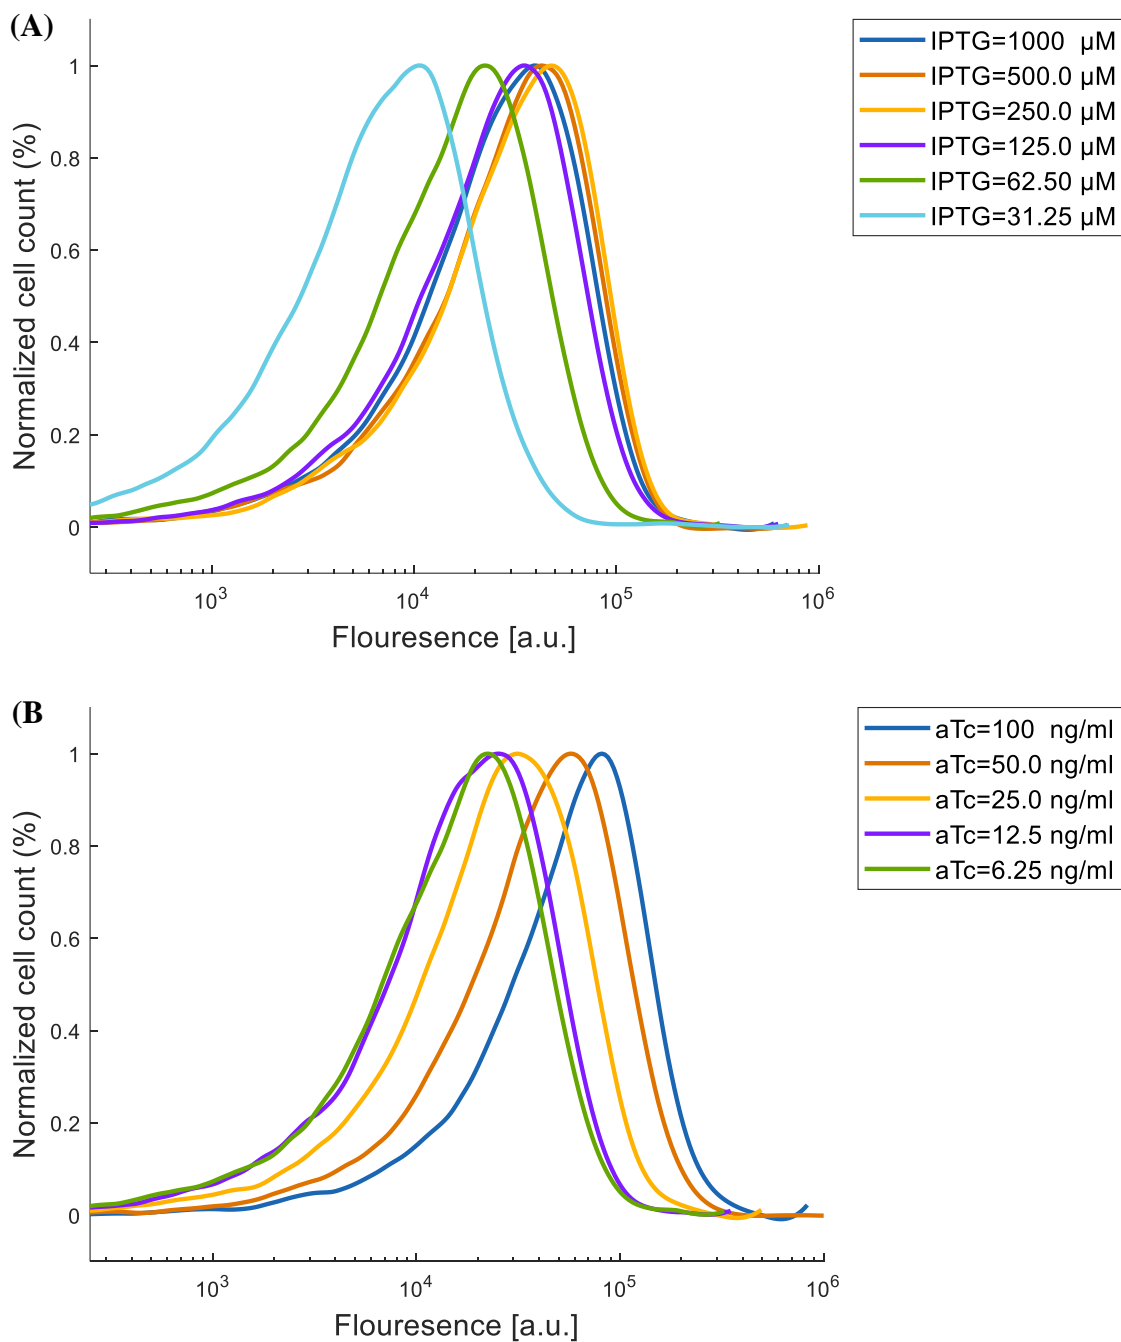 (A)
IPTG=1000 µM
IPTG=500.0 µM
IPTG=250.0 µM
IPTG=125.0 µM
IPTG=62.50 µM
IPTG=31.25 µM
Normalized cell count (%)
1
0.8
0.6
0.4
0.2
0
10³ 10⁴ 10⁵ 10⁶
Flouresence [a.u.]
(B
aTc=100 ng/ml
aTc=50.0 ng/ml
aTc=25.0 ng/ml
aTc=12.5 ng/ml
aTc=6.25 ng/ml
Normalized cell count (%)
1
0.8
0.6
0.4
0.2
0
10³ 10⁴ 10⁵ 10⁶
Flouresence [a.u.]